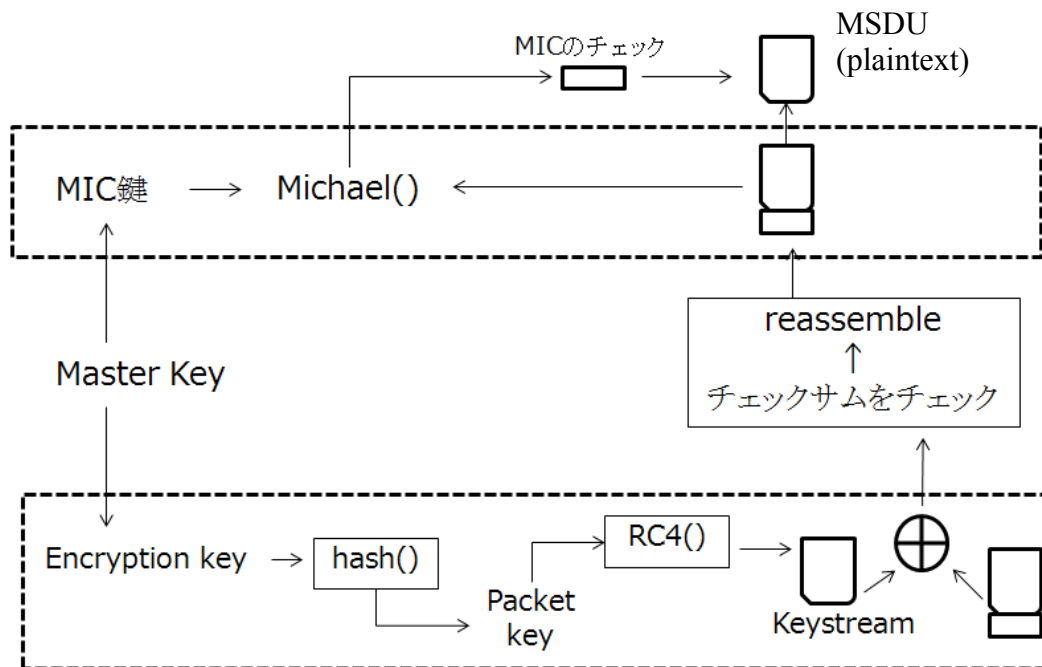 MSDU
(plaintext)
MICのチェック
MIC鍵
Michael()
reassemble
↑
チェックサムをチェック
Master Key
Encryption key
hash()
Packet
key
RC4()
Keystream